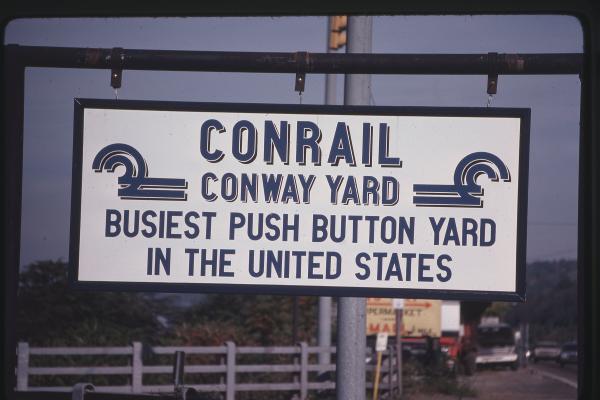 CONRAIL
CONWAY YARD
BUSIEST PUSH BUTTON YARD
IN THE UNITED STATES